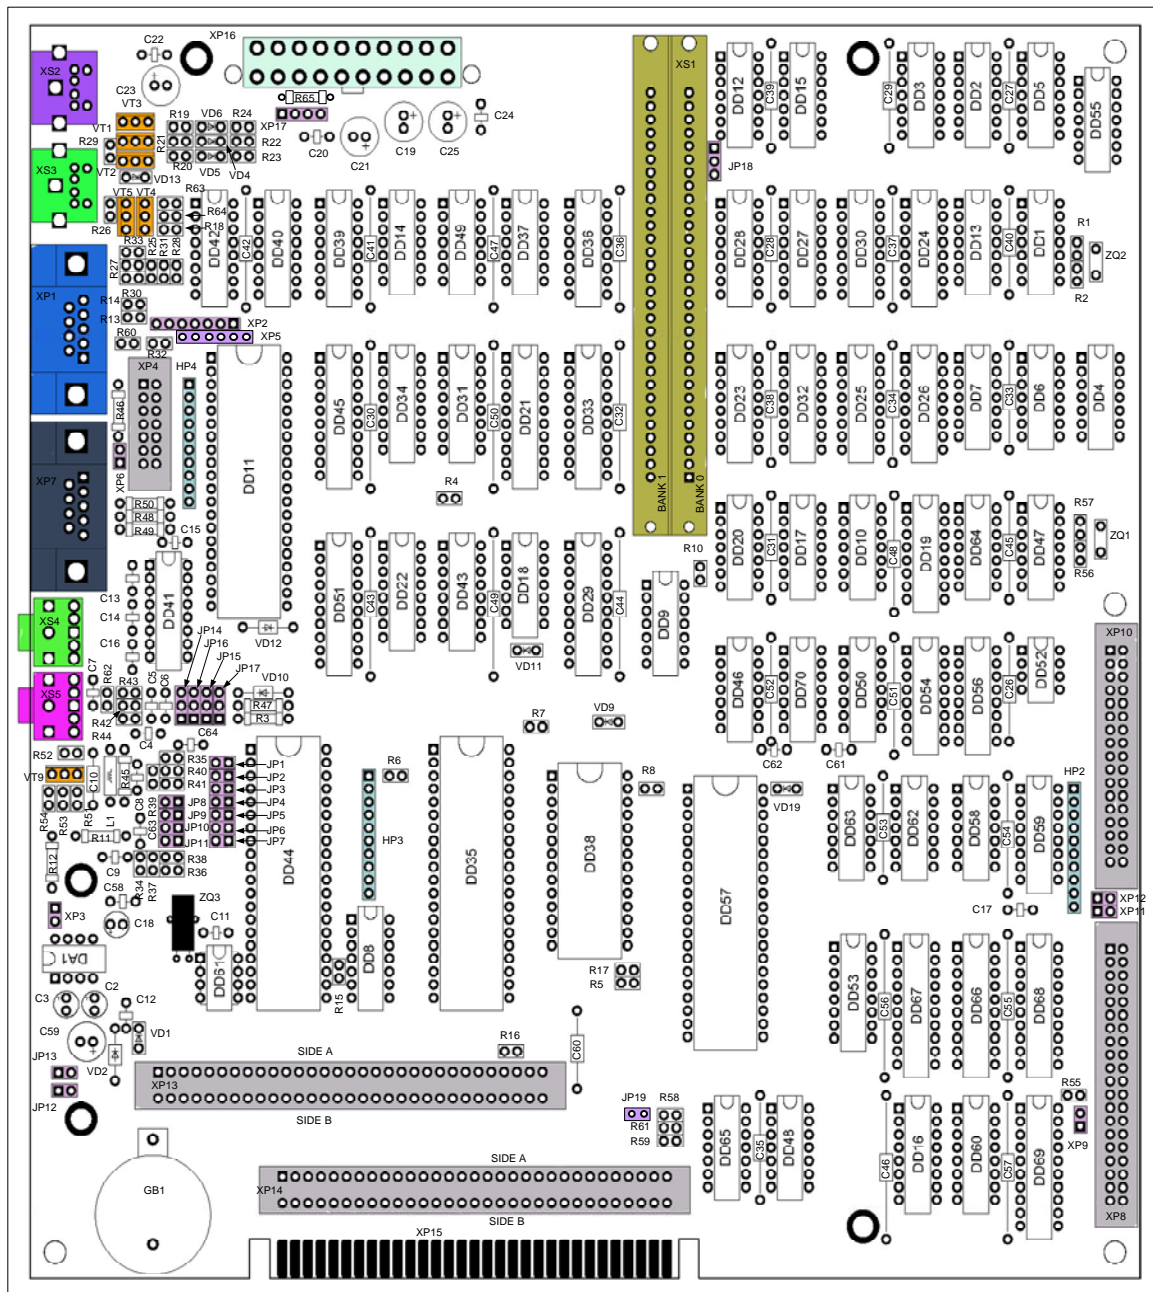 C22
XP16
XS2
XS1
DD12
C39
DD15
C29
DD3
DD2
C27
DD5
DD55
C23
VT3
R65
R19
VD6
R24
XP17
C24
VT1
R29
R21
R22
C20
C21
C19
C25
XS3
VT2
R20
VD5
VD4
R23
JP18
VD13
VT5
VT4
R63
R64
R18
R26
R33
R25
R31
R28
R27
DD42
C42
DD40
DD39
C41
DD14
DD49
C47
DD37
DD36
C36
DD28
C28
DD27
DD30
C37
DD24
DD13
C40
DD1
R1
ZQ2
R2
XP1
R30
R14
R13
XP2
XP5
R60
R32
XP4
HP4
R46
DD11
DD45
C30
DD34
DD31
C50
DD21
DD33
C32
DD23
C38
DD32
DD25
C34
DD26
DD7
C33
DD6
DD4
XP7
XP6
R4
BANK 1
BANK 0
R50
R48
R49
C15
R10
DD20
C31
DD17
DD10
C48
DD19
DD64
C45
DD47
R57
ZQ1
R56
C13
C14
C16
DD41
VD12
DD51
C43
DD22
DD43
C49
DD18
VD11
DD29
C44
DD9
XS4
JP14
JP16
JP15
JP17
XP10
C7
R62
R43
C5
C6
VD10
R47
R3
XS5
R42
R44
C4
C64
R7
VD9
DD46
C52
DD70
DD50
C51
DD54
DD56
C26
DD52
C62
C61
R52
VT9
C10
R45
R35
R40
R41
JP1
JP2
JP3
JP4
JP5
JP6
JP7
R6
R8
VD19
HP2
R54
R53
R51
L1
C8
R39
JP8
JP9
JP10
JP11
R11
C63
R12
C9
R34
R37
R38
R36
DD44
HP3
DD35
DD38
DD57
DD63
C53
DD62
DD58
C54
DD59
C58
ZQ3
C11
C17
XP12
XP11
XP3
C18
DA1
DD61
R15
DD8
R17
R5
DD53
C56
DD67
DD66
C55
DD68
C3
C2
C12
C59
VD1
VD2
JP13
JP12
SIDE A
XP13
SIDE B
R16
C60
JP19
R58
R61
R59
DD65
C35
DD48
C46
DD16
DD60
C57
DD69
R55
XP9
XP8
GB1
SIDE A
XP14
SIDE B
XP15